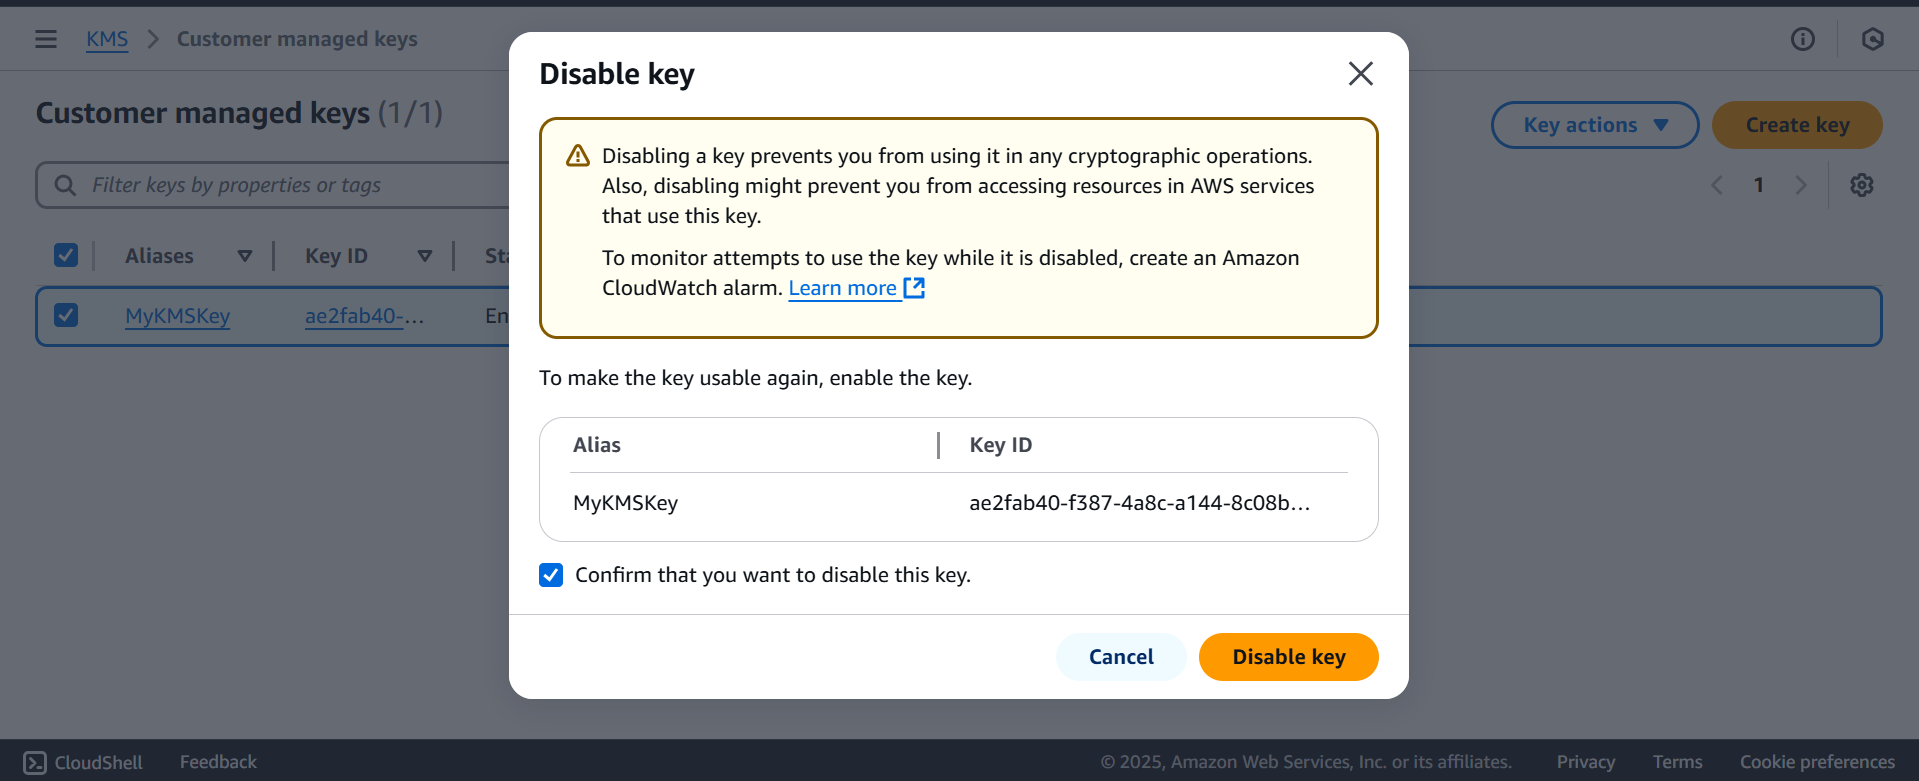 KMS > Customer managed keys
Customer managed keys (1/1)
Key actions
Create key
Filter keys by properties or tags
1
Aliases
Key ID
MyKMSKey
ae2fab40-...
Disable key
Disabling a key prevents you from using it in any cryptographic operations.
Also, disabling might prevent you from accessing resources in AWS services
that use this key.
To monitor attempts to use the key while it is disabled, create an Amazon
CloudWatch alarm. Learn more
To make the key usable again, enable the key.
Alias
Key ID
MyKMSKey
ae2fab40-f387-4a8c-a144-8c08b...
Confirm that you want to disable this key.
Cancel
Disable key
CloudShell
Feedback
© 2025, Amazon Web Services, Inc. or its affiliates.
Privacy
Terms
Cookie preferences